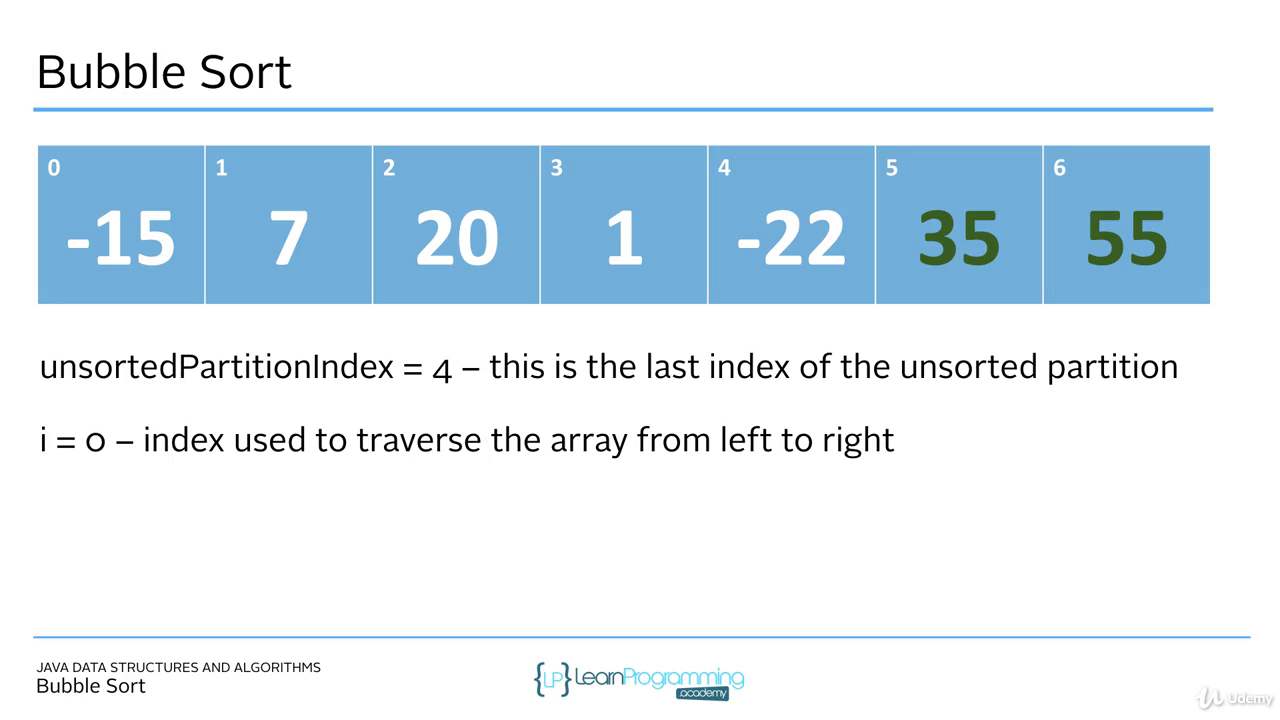 Bubble Sort
0 1 2 3 4 5 6
-15 7 20 1 -22 35 55
unsortedPartitionIndex = 4 – this is the last index of the unsorted partition
i = 0 – index used to traverse the array from left to right
JAVA DATA STRUCTURES AND ALGORITHMS
Bubble Sort
{LP} LearnProgramming
.academy
Udemy